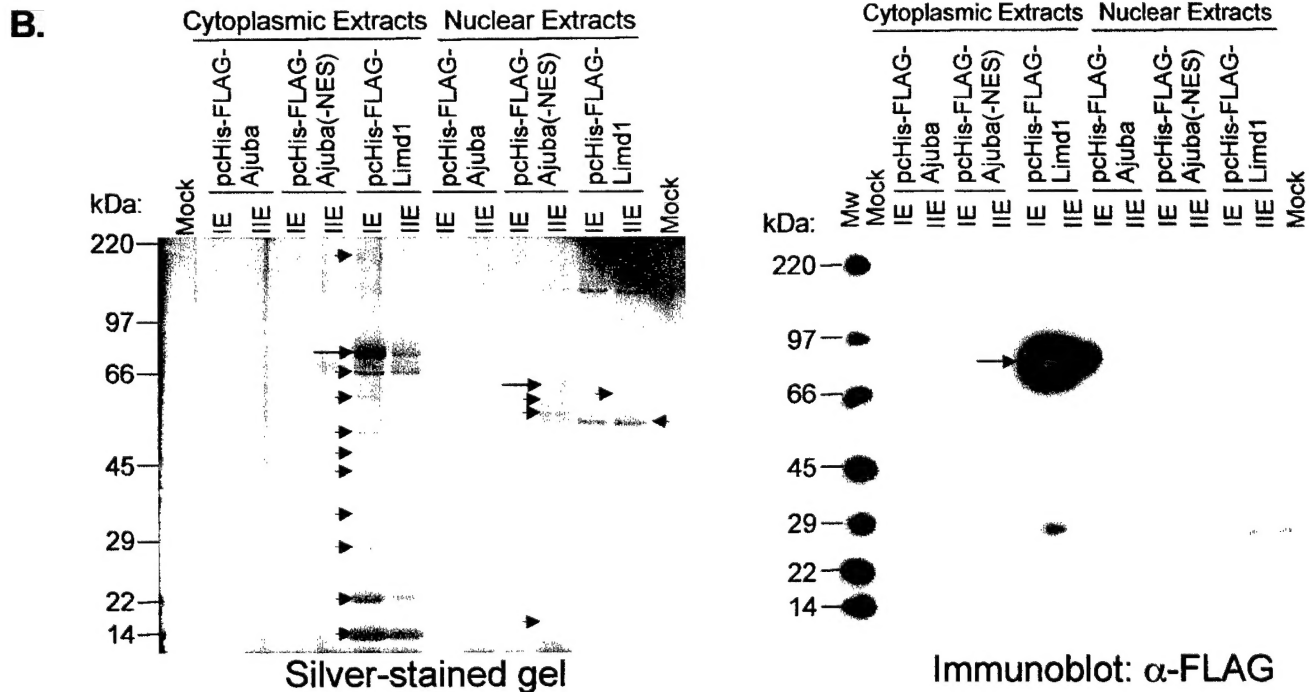 B.
Cytoplasmic Extracts Nuclear Extracts
kDa:
Mock
pcHis-FLAG-
Ajuba
IE
IIE
pcHis-FLAG-
Ajuba(-NES)
IE
IIE
pcHis-FLAG-
Limd1
IE
IIE
pcHis-FLAG-
Ajuba
IE
IIE
pcHis-FLAG-
Ajuba(-NES)
IE
IIE
pcHis-FLAG-
Limd1
IE
IIE
Mock
220
97
66
45
29
22
14
Silver-stained gel
Cytoplasmic Extracts Nuclear Extracts
kDa:
Mw
Mock
pcHis-FLAG-
Ajuba
IE
IIE
pcHis-FLAG-
Ajuba(-NES)
IE
IIE
pcHis-FLAG-
Limd1
IE
IIE
pcHis-FLAG-
Ajuba
IE
IIE
pcHis-FLAG-
Ajuba(-NES)
IE
IIE
pcHis-FLAG-
Limd1
IE
IIE
Mock
220
97
66
45
29
22
14
Immunoblot: α-FLAG